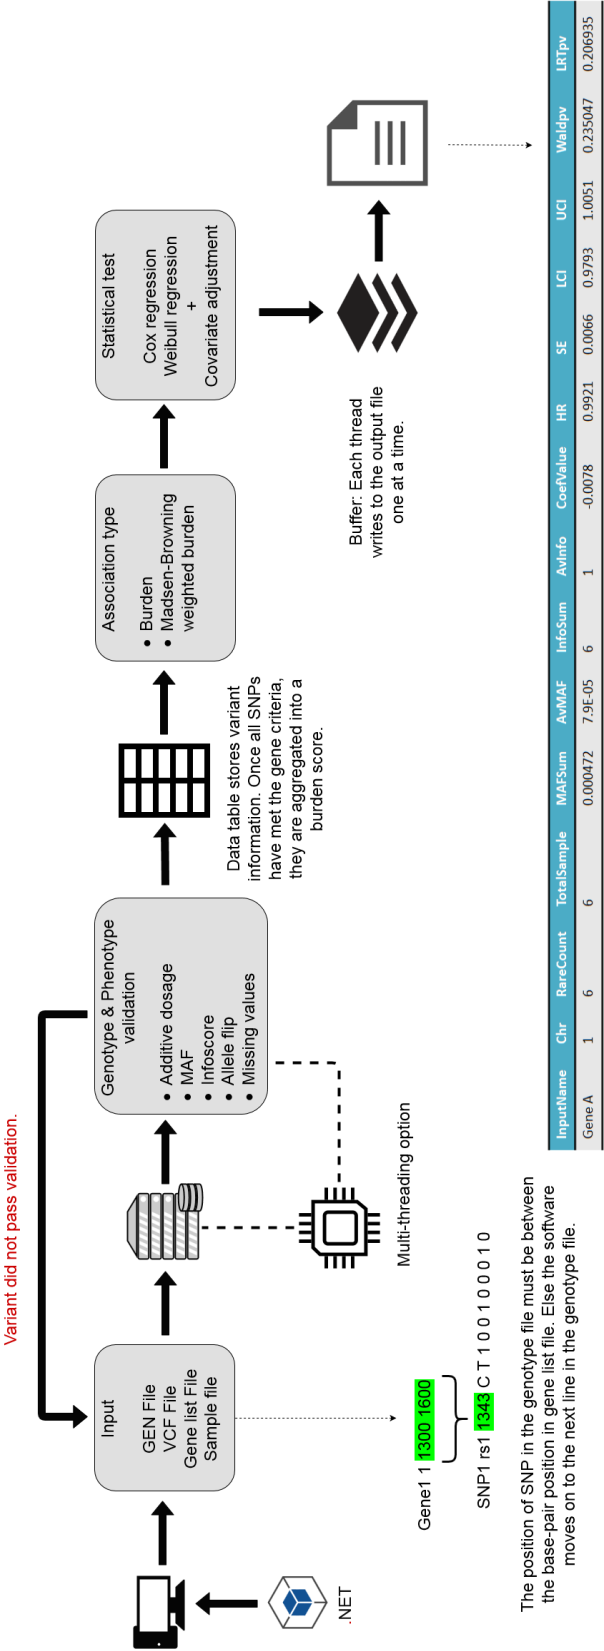 Variant did not pass validation.
.NET
Input
GEN File
VCF File
Gene list File
Sample file
Genotype & Phenotype
validation
• Additive dosage
• MAF
• Infoscore
• Allele flip
• Missing values
Multi-threading option
Data table stores variant
information. Once all SNPs
have met the gene criteria,
they are aggregated into a
burden score.
Association type
• Burden
• Madsen-Browning
weighted burden
Statistical test
Cox regression
Weibull regression
+
Covariate adjustment
Buffer: Each thread
writes to the output file
one at a time.
Gene1 1 1300 1600
SNP1 rs1 1343 C T 1 0 0 1 0 0 0 1 0
The position of SNP in the genotype file must be between
the base-pair position in gene list file. Else the software
moves on to the next line in the genotype file.
InputName Chr RareCount TotalSample MAFSum AvMAF InfoSum AvInfo CoefValue HR SE LCI UCI Waldpv LRTpv
Gene A 1 6 6 0.000472 7.9E-05 6 1 -0.0078 0.9921 0.0066 0.9793 1.0051 0.235047 0.206935